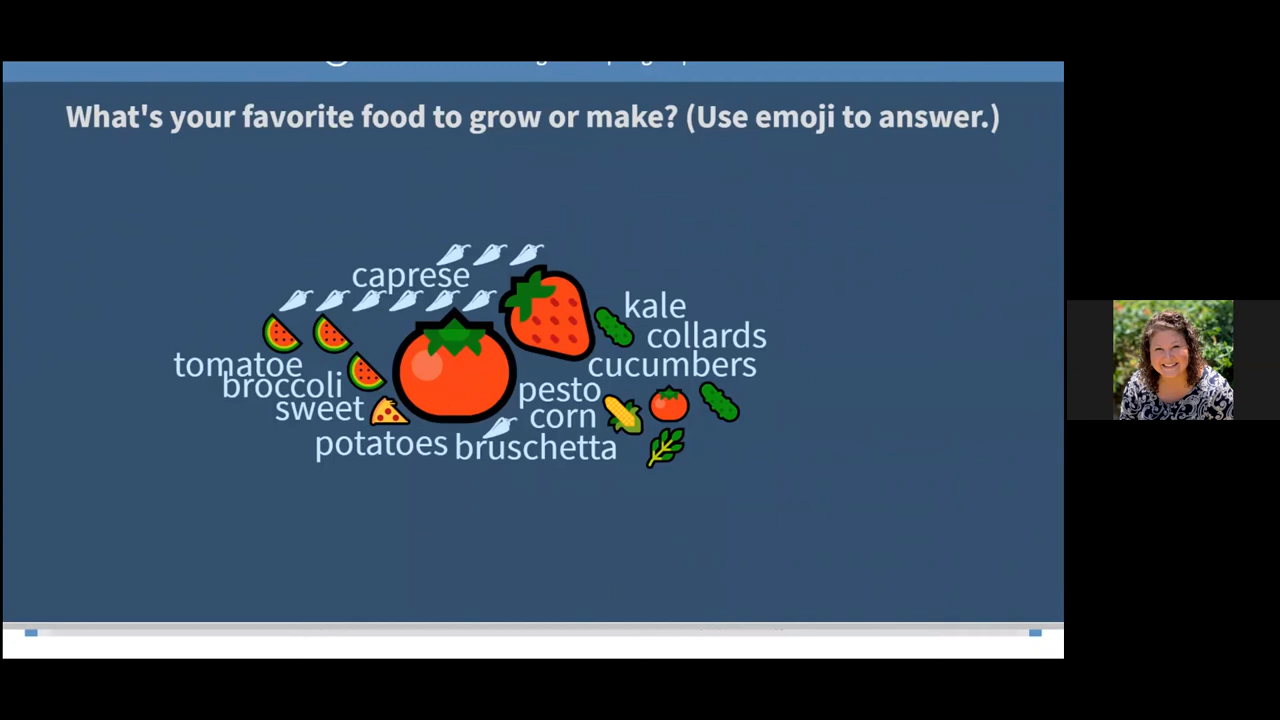 What's your favorite food to grow or make? (Use emoji to answer.)
caprese
kale
collards
tomatoe
cucumbers
broccoli
pesto
sweet
corn
potatoes
bruschetta